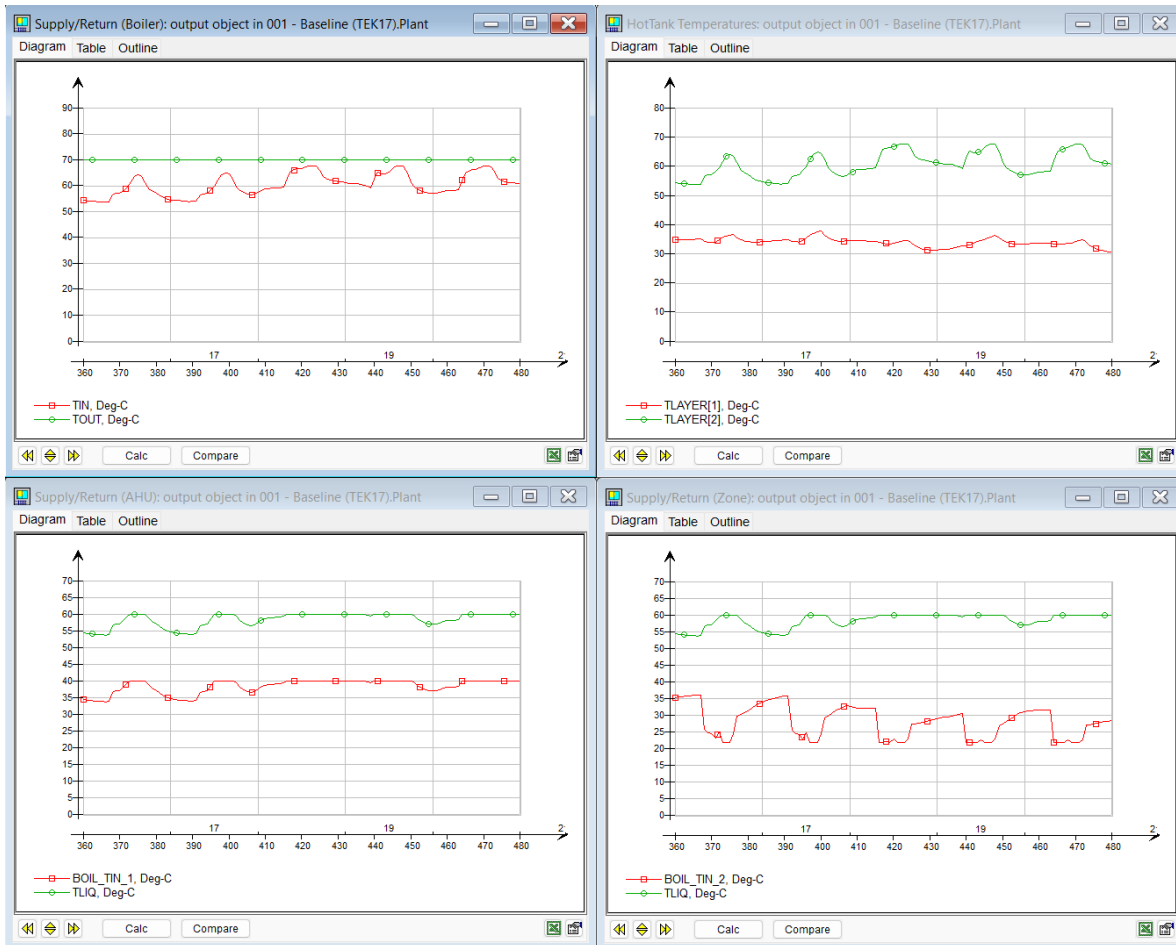 Supply/Return (Boiler): output object in 001 - Baseline (TEK17).Plant
Diagram Table Outline
90
80
70
60
50
40
30
20
10
0
17 19 2
360 370 380 390 400 410 420 430 440 450 460 470 480
TIN, Deg-C
TOUT, Deg-C
Calc Compare
HotTank Temperatures: output object in 001 - Baseline (TEK17).Plant
Diagram Table Outline
80
70
60
50
40
30
20
10
0
17 19 2
360 370 380 390 400 410 420 430 440 450 460 470 480
TLAYER[1], Deg-C
TLAYER[2], Deg-C
Calc Compare
Supply/Return (AHU): output object in 001 - Baseline (TEK17).Plant
Diagram Table Outline
70
65
60
55
50
45
40
35
30
25
20
15
10
5
0
17 19 2
360 370 380 390 400 410 420 430 440 450 460 470 480
BOIL_TIN_1, Deg-C
TLIQ, Deg-C
Calc Compare
Supply/Return (Zone): output object in 001 - Baseline (TEK17).Plant
Diagram Table Outline
70
65
60
55
50
45
40
35
30
25
20
15
10
5
0
17 19 2
360 370 380 390 400 410 420 430 440 450 460 470 480
BOIL_TIN_2, Deg-C
TLIQ, Deg-C
Calc Compare